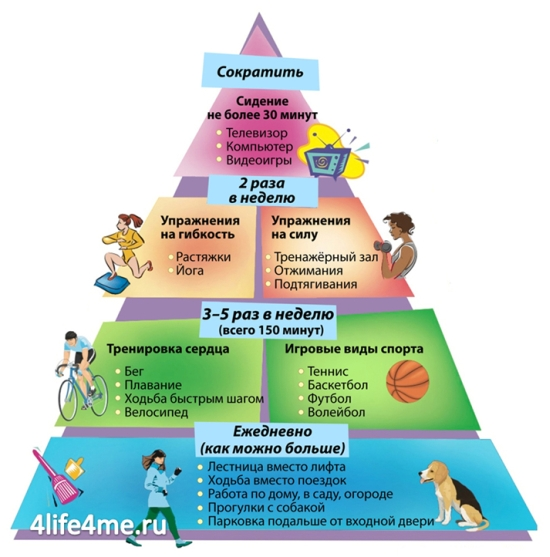 Сократить
Сидение
не более 30 минут
• Телевизор
• Компьютер
• Видеоигры
2 раза
в неделю
Упражнения
на гибкость
• Растяжки
• Йога
Упражнения
на силу
• Тренажёрный зал
• Отжимания
• Подтягивания
3–5 раз в неделю
(всего 150 минут)
Тренировка сердца
• Бег
• Плавание
• Ходьба быстрым шагом
• Велосипед
Игровые виды спорта
• Теннис
• Баскетбол
• Футбол
• Волейбол
Ежедневно
(как можно больше)
• Лестница вместо лифта
• Ходьба вместо поездок
• Работа по дому, в саду, огороде
• Прогулки с собакой
• Парковка подальше от входной двери
4life4me.ru